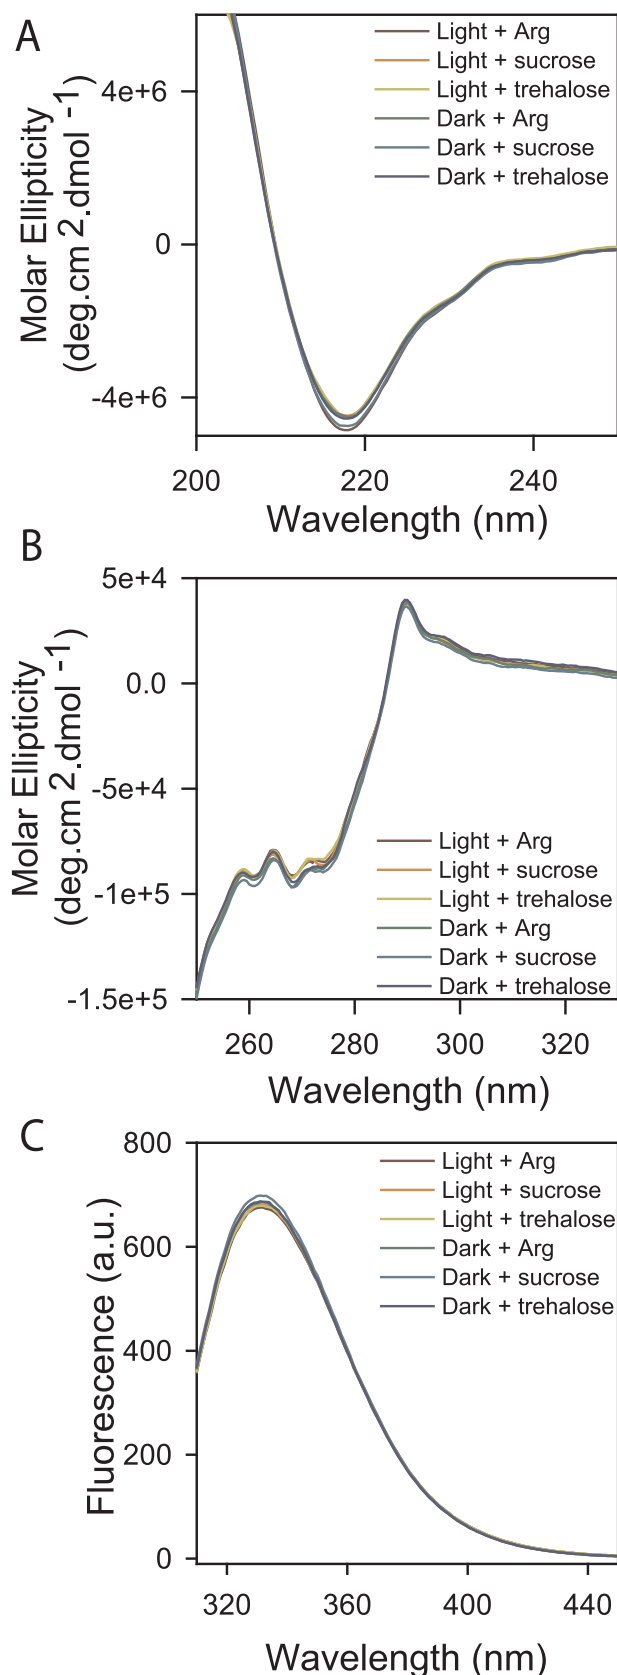 A
Light + Arg
Light + sucrose
Light + trehalose
Dark + Arg
Dark + sucrose
Dark + trehalose
Molar Ellipticity
(deg.cm2.dmol-1)
4e+6
0
-4e+6
200
220
240
Wavelength (nm)
B
5e+4
0.0
-5e+4
-1e+5
-1.5e+5
Molar Ellipticity
(deg.cm2.dmol-1)
Light + Arg
Light + sucrose
Light + trehalose
Dark + Arg
Dark + sucrose
Dark + trehalose
260
280
300
320
Wavelength (nm)
C
800
600
400
200
0
Fluorescence (a.u.)
Light + Arg
Light + sucrose
Light + trehalose
Dark + Arg
Dark + sucrose
Dark + trehalose
320
360
400
440
Wavelength (nm)